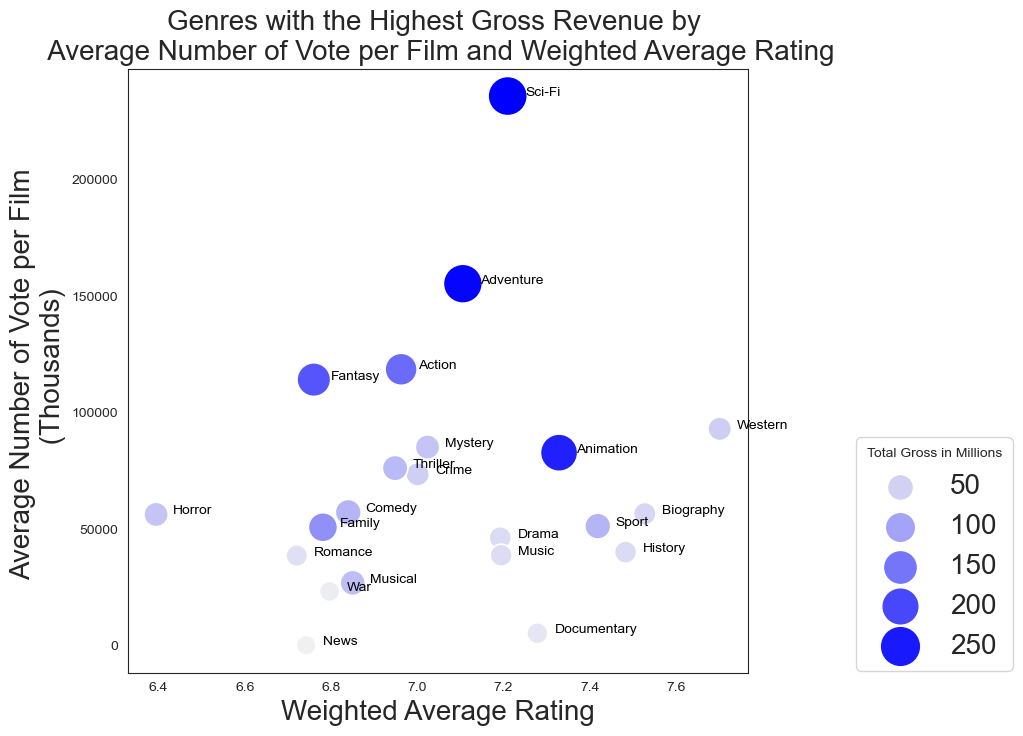 Genres with the Highest Gross Revenue by
Average Number of Vote per Film and Weighted Average Rating
Average Number of Vote per Film
(Thousands)
200000
150000
100000
50000
0
Sci-Fi
Adventure
Action
Fantasy
Western
Mystery
Animation
Thriller
Crime
Horror
Comedy
Biography
Family
Sport
Drama
Music
History
Romance
Musical
War
Documentary
News
6.4
6.6
6.8
7.0
7.2
7.4
7.6
Weighted Average Rating
Total Gross in Millions
50
100
150
200
250